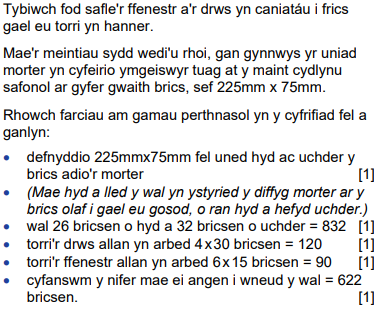 Tybiwch fod safle'r ffenestr a'r drws yn caniatáu i frics
gael eu torri yn hanner.
Mae'r meintiau sydd wedi'u rhoi, gan gynnwys yr uniad
morter yn cyfeirio ymgeiswyr tuag at y maint cydlynu
safonol ar gyfer gwaith brics, sef 225mm x 75mm.
Rhowch farciau am gamau perthnasol yn y cyfrifiad fel a
ganlyn:
• defnyddio 225mmx75mm fel uned hyd ac uchder y
brics adio'r morter [1]
• (Mae hyd a lled y wal yn ystyried y diffyg morter ar y
brics olaf i gael eu gosod, o ran hyd a hefyd uchder.)
• wal 26 bricsen o hyd a 32 bricsen o uchder = 832 [1]
• torri'r drws allan yn arbed 4x30 bricsen = 120 [1]
• torri'r ffenestr allan yn arbed 6x15 bricsen = 90 [1]
• cyfanswm y nifer mae ei angen i wneud y wal = 622
bricsen. [1]